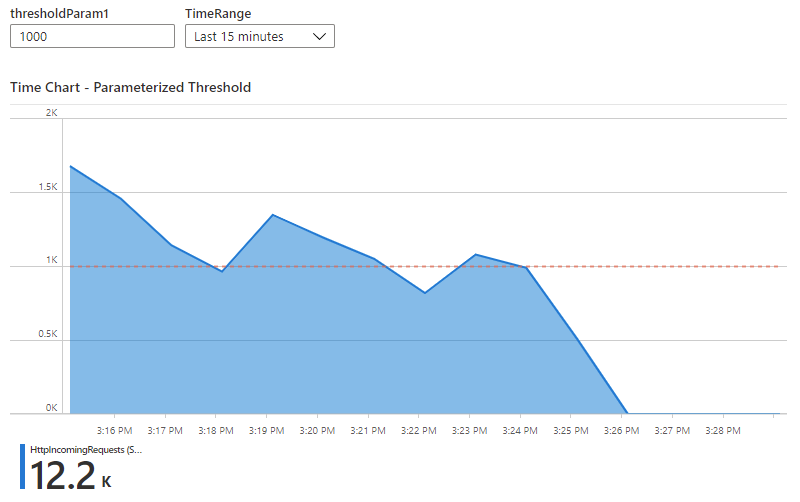 thresholdParam1 TimeRange
1000 Last 15 minutes
Time Chart - Parameterized Threshold
2K
1.5K
1K
0.5K
0K
3:16 PM 3:17 PM 3:18 PM 3:19 PM 3:20 PM 3:21 PM 3:22 PM 3:23 PM 3:24 PM 3:25 PM 3:26 PM 3:27 PM 3:28 PM
HttpIncomingRequests (S...
12.2 K